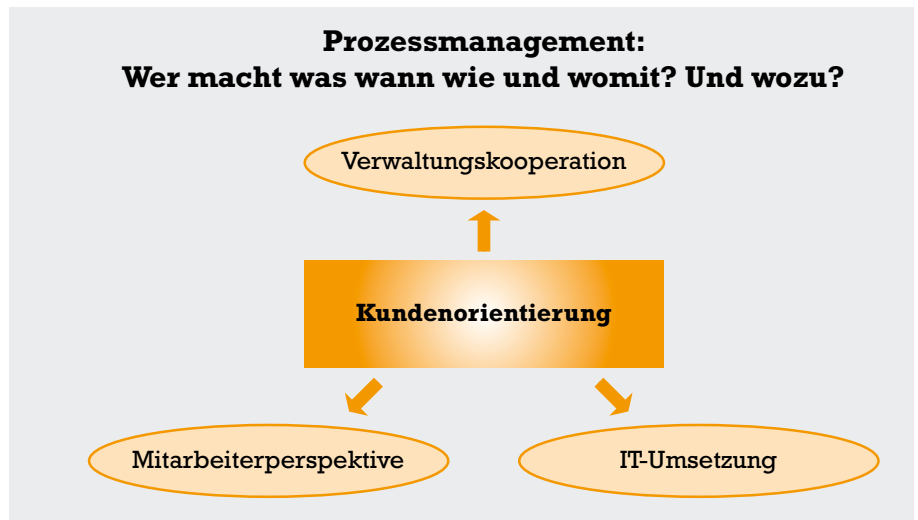 Prozessmanagement:
Wer macht was wann wie und womit? Und wozu?
Verwaltungskooperation
Kundenorientierung
Mitarbeiterperspektive
IT-Umsetzung